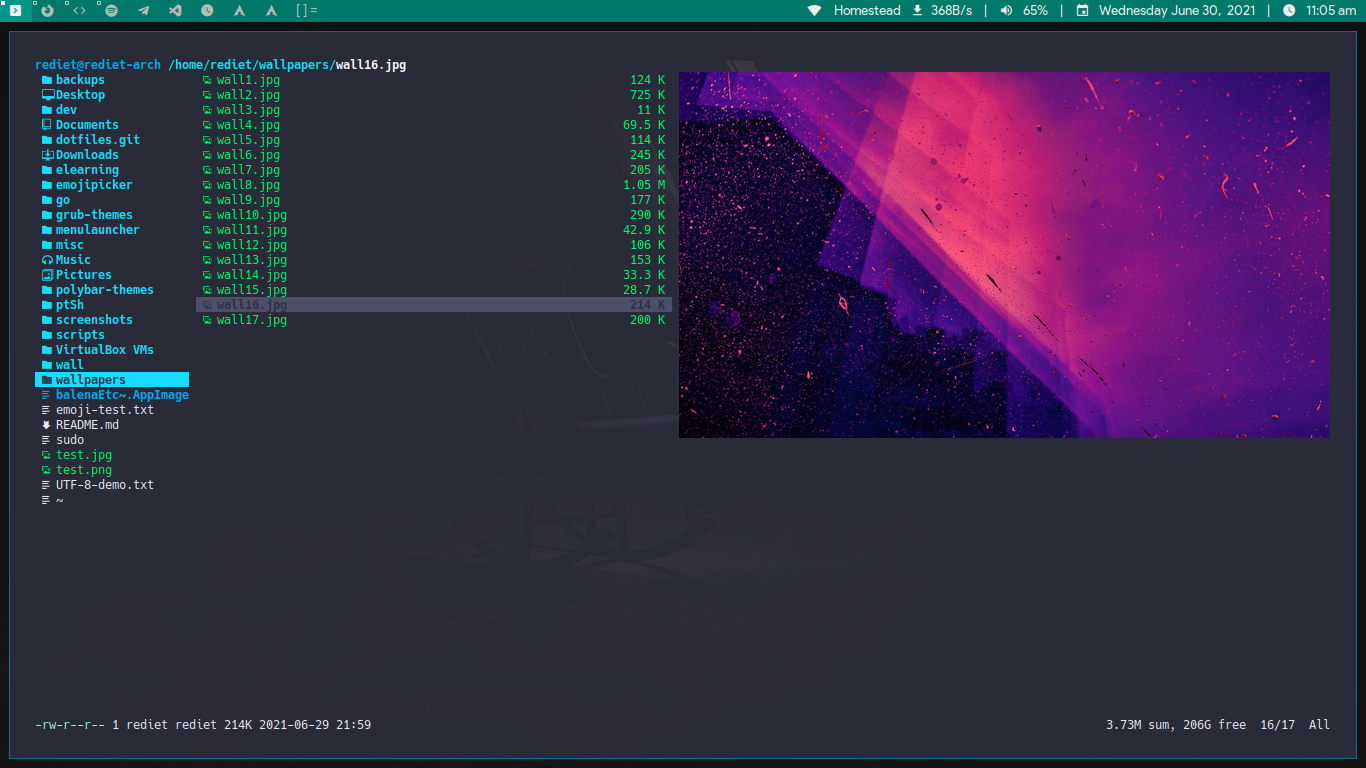 []= Homestead 368B/s | 65% | Wednesday June 30, 2021 | 11:05 am
rediet@rediet-arch /home/rediet/wallpapers/wall16.jpg
backups wall1.jpg 124 K
Desktop wall2.jpg 725 K
dev wall3.jpg 11 K
Documents wall4.jpg 69.5 K
dotfiles.git wall5.jpg 114 K
Downloads wall6.jpg 245 K
elearning wall7.jpg 205 K
emojipicker wall8.jpg 1.05 M
go wall9.jpg 177 K
grub-themes wall10.jpg 290 K
menulauncher wall11.jpg 42.9 K
misc wall12.jpg 106 K
Music wall13.jpg 153 K
Pictures wall14.jpg 33.3 K
polybar-themes wall15.jpg 28.7 K
ptSh wall16.jpg 214 K
screenshots wall17.jpg 200 K
scripts
VirtualBox VMs
wall
wallpapers
balenaEtc~.AppImage
emoji-test.txt
README.md
sudo
test.jpg
test.png
UTF-8-demo.txt
~
-rw-r--r-- 1 rediet rediet 214K 2021-06-29 21:59 3.73M sum, 206G free 16/17 All